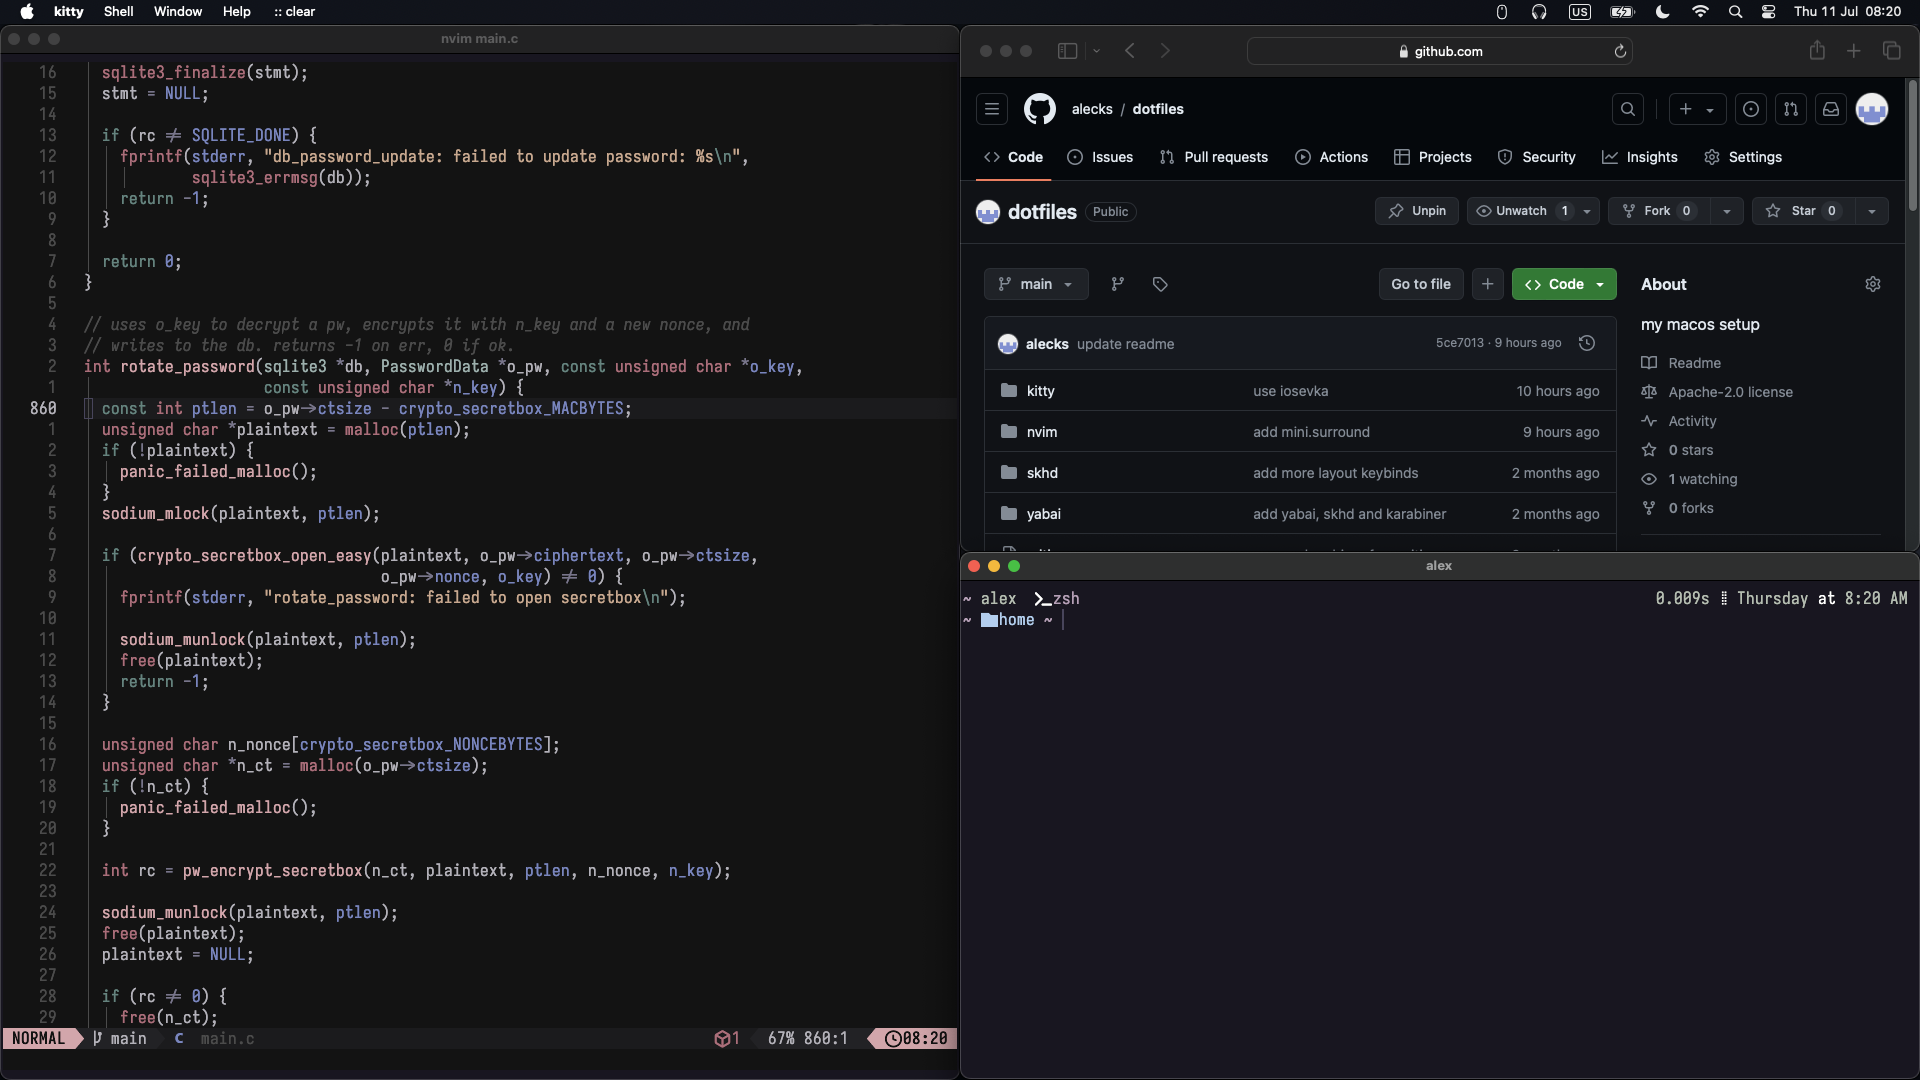 kitty Shell Window Help :: clear US Thu 11 Jul 08:20
nvim main.c
16 sqlite3_finalize(stmt);
15 stmt = NULL;
14
13 if (rc ≠ SQLITE_DONE) {
12 fprintf(stderr, "db_password_update: failed to update password: %s\n",
11 sqlite3_errmsg(db));
10 return -1;
9 }
8
7 return 0;
6 }
5
4 // uses o_key to decrypt a pw, encrypts it with n_key and a new nonce, and
3 // writes to the db. returns -1 on err, 0 if ok.
2 int rotate_password(sqlite3 *db, PasswordData *o_pw, const unsigned char *o_key,
1 const unsigned char *n_key) {
860 const int ptlen = o_pw→ctsize - crypto_secretbox_MACBYTES;
1 unsigned char *plaintext = malloc(ptlen);
2 if (!plaintext) {
3 panic_failed_malloc();
4 }
5 sodium_mlock(plaintext, ptlen);
6
7 if (crypto_secretbox_open_easy(plaintext, o_pw→ciphertext, o_pw→ctsize,
8 o_pw→nonce, o_key) ≠ 0) {
9 fprintf(stderr, "rotate_password: failed to open secretbox\n");
10
11 sodium_munlock(plaintext, ptlen);
12 free(plaintext);
13 return -1;
14 }
15
16 unsigned char n_nonce[crypto_secretbox_NONCEBYTES];
17 unsigned char *n_ct = malloc(o_pw→ctsize);
18 if (!n_ct) {
19 panic_failed_malloc();
20 }
21
22 int rc = pw_encrypt_secretbox(n_ct, plaintext, ptlen, n_nonce, n_key);
23
24 sodium_munlock(plaintext, ptlen);
25 free(plaintext);
26 plaintext = NULL;
27
28 if (rc ≠ 0) {
29 free(n_ct);
NORMAL main C main.c 1 67% 860:1 08:20
github.com
alecks / dotfiles
Code Issues Pull requests Actions Projects Security Insights Settings
dotfiles Public Unpin Unwatch 1 Fork 0 Star 0
main Go to file Code
About
my macos setup
Readme
Apache-2.0 license
Activity
0 stars
1 watching
0 forks
alecks update readme 5ce7013 · 9 hours ago
kitty use iosevka 10 hours ago
nvim add mini.surround 9 hours ago
skhd add more layout keybinds 2 months ago
yabai add yabai, skhd and karabiner 2 months ago
alex
~ alex zsh 0.009s Thursday at 8:20 AM
~ home ~